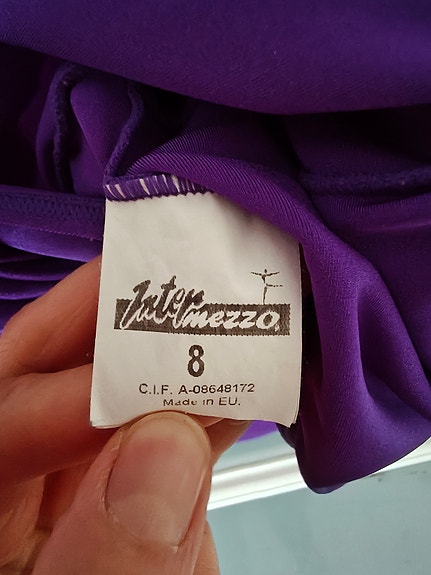 Intermezzo
8
C.I.F. A-08648172
Made in EU.